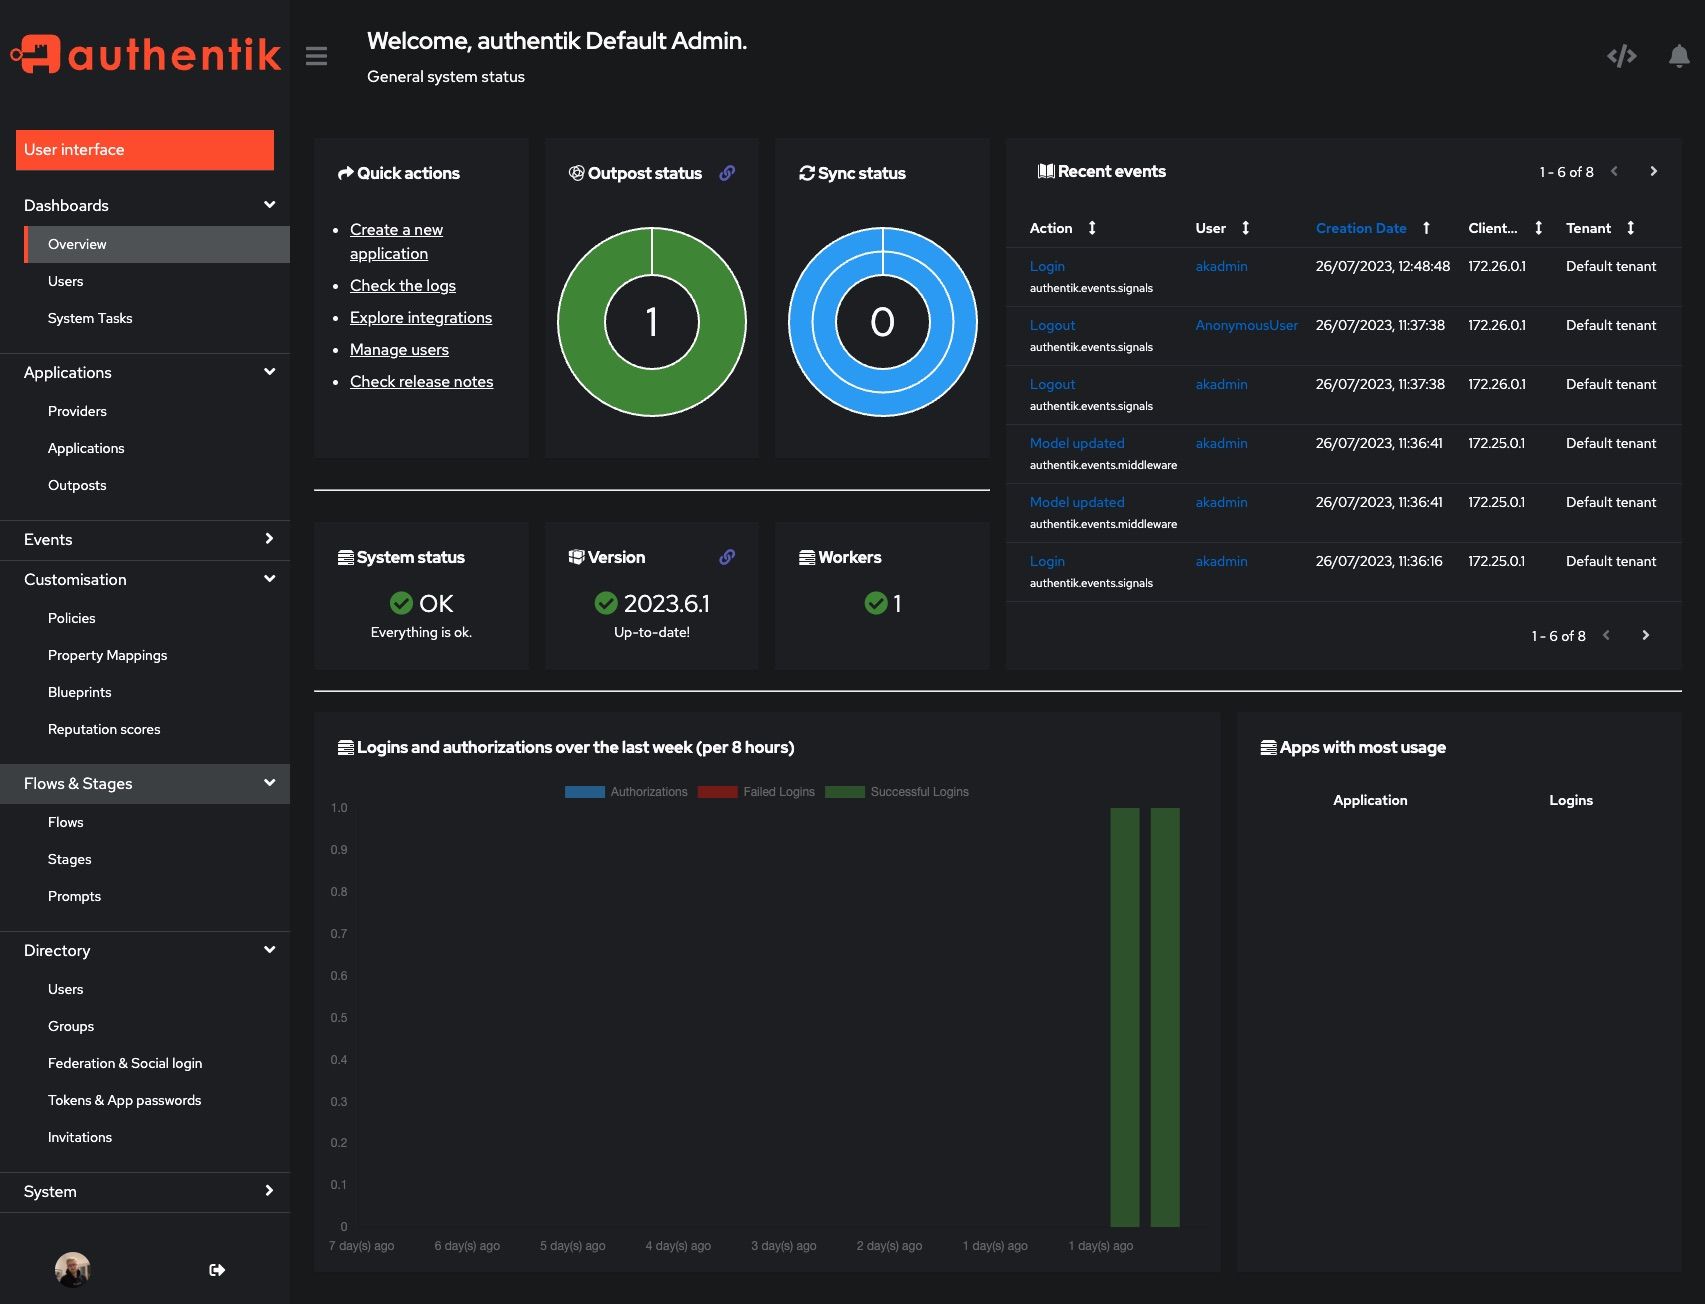 authentik
Welcome, authentik Default Admin.
General system status
User interface
Dashboards
Overview
Users
System Tasks
Applications
Providers
Applications
Outposts
Events
Customisation
Policies
Property Mappings
Blueprints
Reputation scores
Flows & Stages
Flows
Stages
Prompts
Directory
Users
Groups
Federation & Social login
Tokens & App passwords
Invitations
System
Quick actions
Create a new
application
Check the logs
Explore integrations
Manage users
Check release notes
Outpost status
1
Sync status
0
Recent events
1 - 6 of 8
Action User Creation Date Client... Tenant
Login akadmin 26/07/2023, 12:48:48 172.26.0.1 Default tenant
authentik.events.signals
Logout AnonymousUser 26/07/2023, 11:37:38 172.26.0.1 Default tenant
authentik.events.signals
Logout akadmin 26/07/2023, 11:37:38 172.26.0.1 Default tenant
authentik.events.signals
Model updated akadmin 26/07/2023, 11:36:41 172.25.0.1 Default tenant
authentik.events.middleware
Model updated akadmin 26/07/2023, 11:36:41 172.25.0.1 Default tenant
authentik.events.middleware
Login akadmin 26/07/2023, 11:36:16 172.25.0.1 Default tenant
authentik.events.signals
1 - 6 of 8
System status
OK
Everything is ok.
Version
2023.6.1
Up-to-date!
Workers
1
Logins and authorizations over the last week (per 8 hours)
Authorizations Failed Logins Successful Logins
1.0
0.9
0.8
0.7
0.6
0.5
0.4
0.3
0.2
0.1
0
7 day(s) ago 6 day(s) ago 5 day(s) ago 4 day(s) ago 3 day(s) ago 2 day(s) ago 1 day(s) ago 1 day(s) ago
Apps with most usage
Application Logins